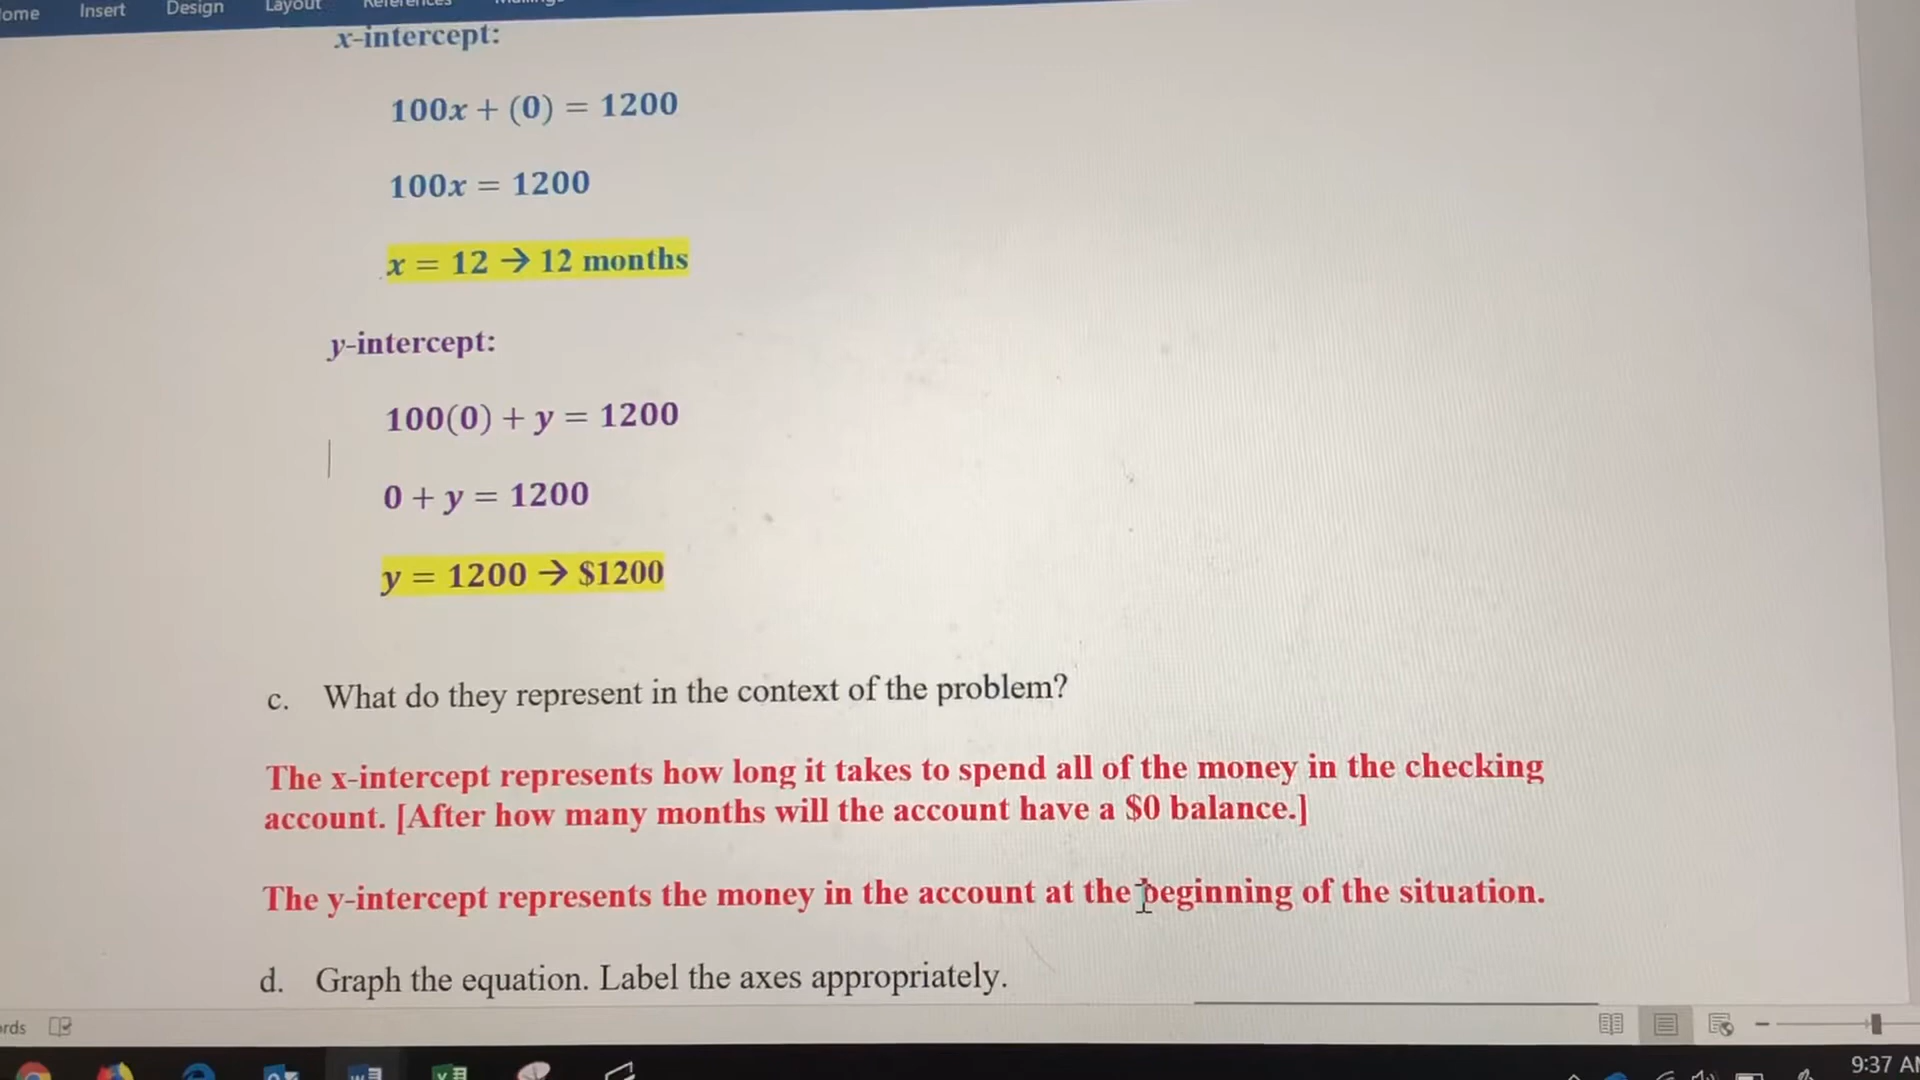 Insert Design Layout
x-intercept:
100x + (0) = 1200
100x = 1200
x = 12 → 12 months
y-intercept:
100(0) + y = 1200
0 + y = 1200
y = 1200 → $1200
c. What do they represent in the context of the problem?
The x-intercept represents how long it takes to spend all of the money in the checking
account. [After how many months will the account have a $0 balance.]
The y-intercept represents the money in the account at the beginning of the situation.
d. Graph the equation. Label the axes appropriately.
9:37